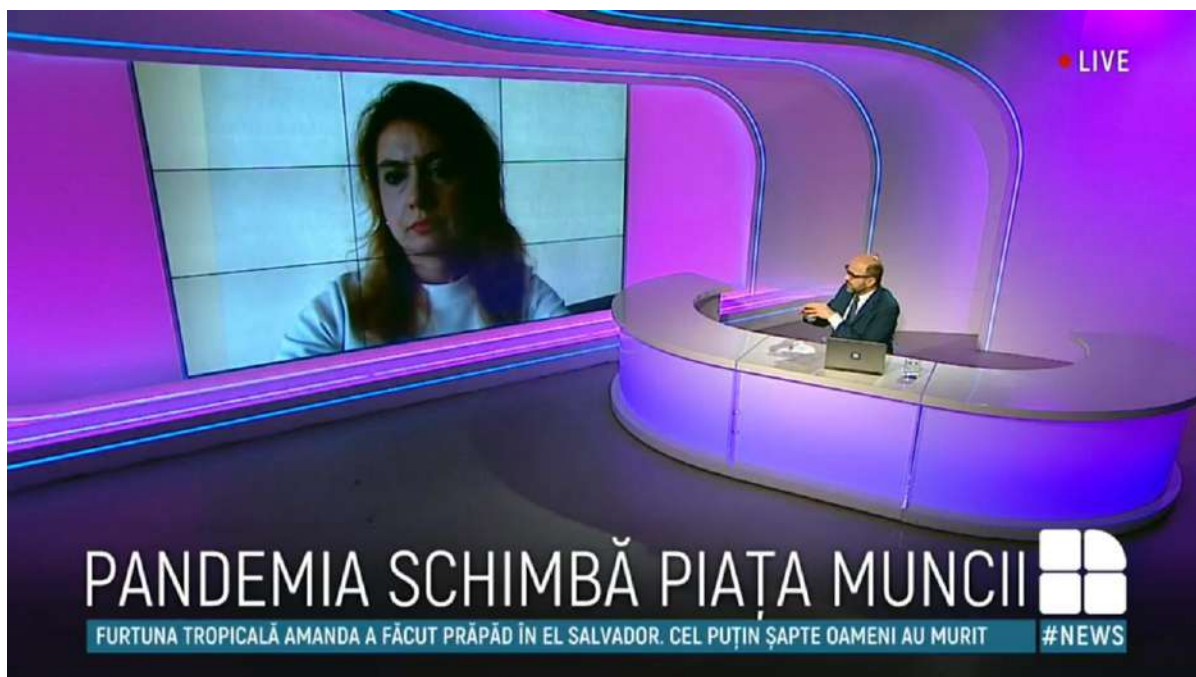 LIVE
PANDEMIA SCHIMBĂ PIAȚA MUNCII
FURTUNA TROPICALĂ AMANDA A FĂCUT PRĂPĂD ÎN EL SALVADOR. CEL PUȚIN ȘAPTE OAMENI AU MURIT
#NEWS